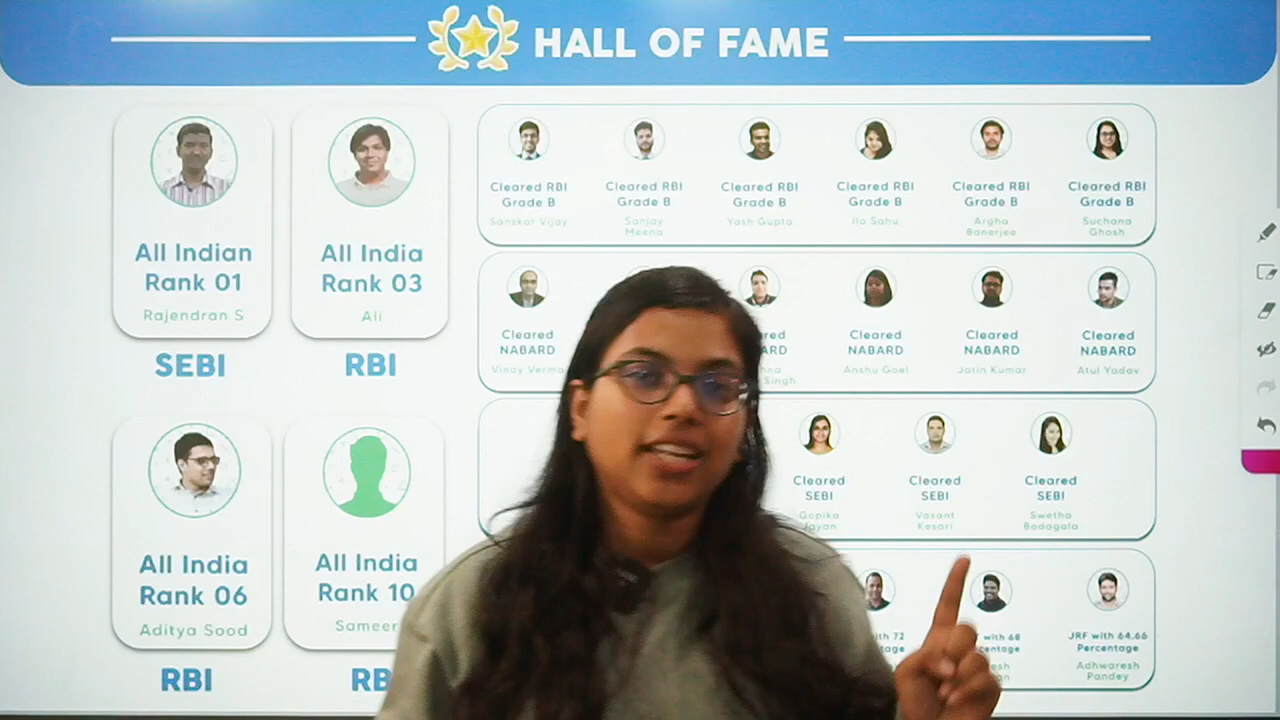 HALL OF FAME
All Indian
Rank 01
Rajendran S
SEBI
All India
Rank 03
Ali
RBI
Cleared RBI
Grade B
Sanskar Vijay
Cleared RBI
Grade B
Sanjay
Meena
Cleared RBI
Grade B
Yash Gupta
Cleared RBI
Grade B
Ila Sahu
Cleared RBI
Grade B
Argha
Banerjee
Cleared RBI
Grade B
Suchana
Ghosh
Cleared
NABARD
Vinay Verma
Singh
Cleared
NABARD
Anshu Goel
Cleared
NABARD
Jatin Kumar
Cleared
NABARD
Atul Yadav
Cleared
SEBI
Gopika
Jayan
Cleared
SEBI
Vasant
Kesari
Cleared
SEBI
Swetha
Bodagala
All India
Rank 06
Aditya Sood
RBI
All India
Rank 10
Sameer
72
68
JRF with 64.66
Percentage
Adhwaresh
Pandey